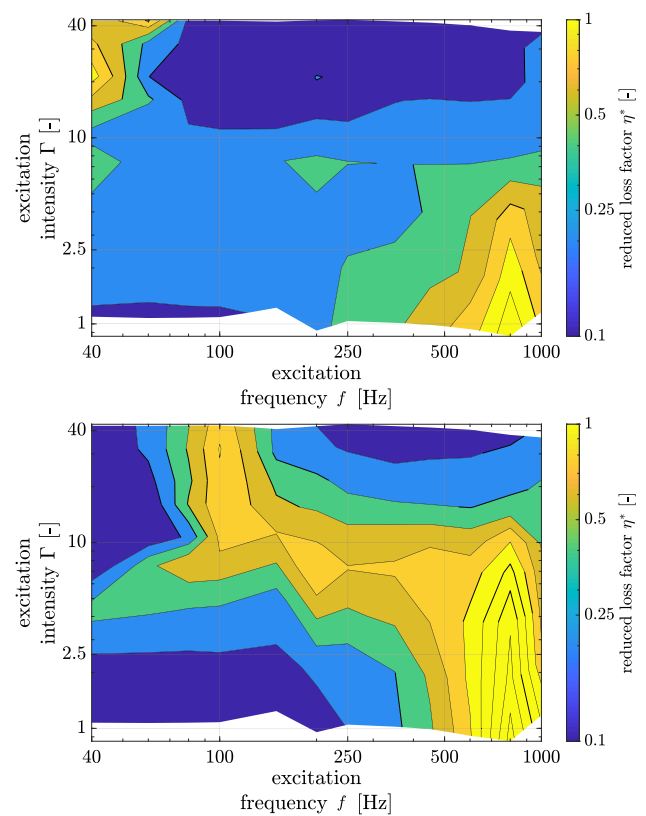 40
10
2.5
1
excitation
intensity Γ [-]
40
100
250
500
1000
excitation
frequency f [Hz]
1
0.5
0.25
0.1
reduced loss factor η* [-]
40
10
2.5
1
excitation
intensity Γ [-]
40
100
250
500
1000
excitation
frequency f [Hz]
1
0.5
0.25
0.1
reduced loss factor η* [-]